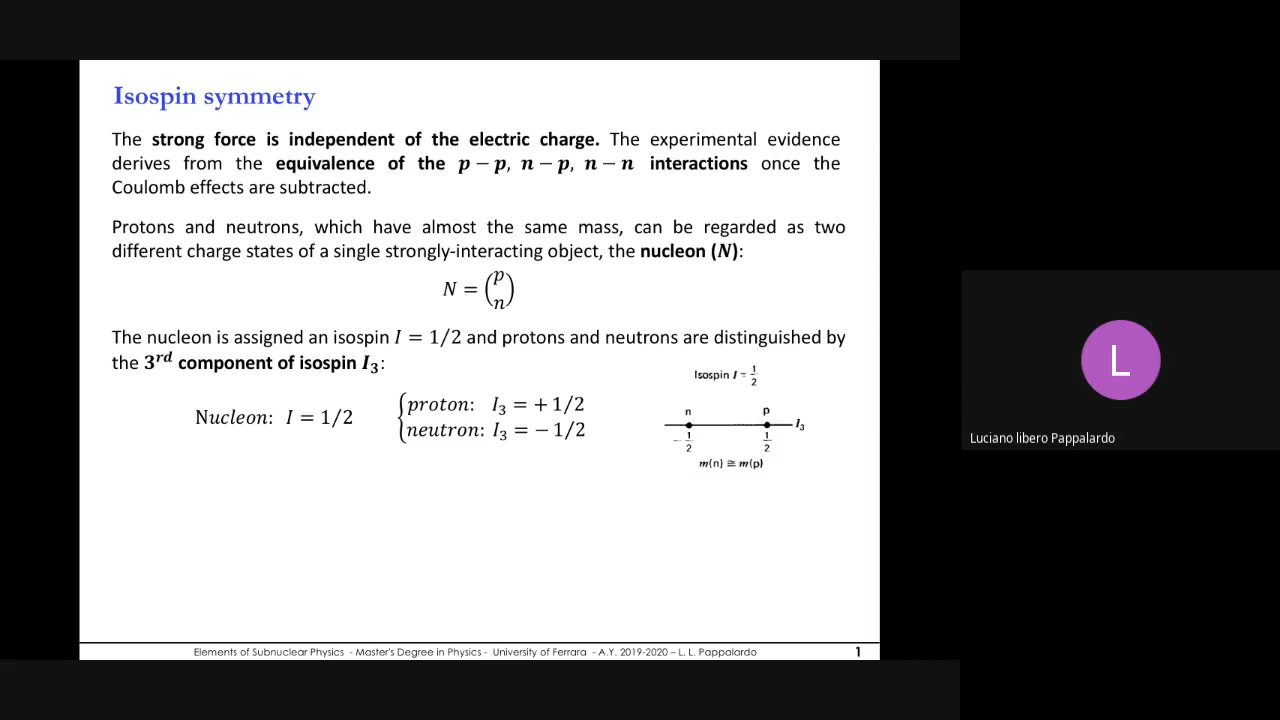 Isospin symmetry
The strong force is independent of the electric charge. The experimental evidence
derives from the equivalence of the p − p, n − p, n − n interactions once the
Coulomb effects are subtracted.
Protons and neutrons, which have almost the same mass, can be regarded as two
different charge states of a single strongly-interacting object, the nucleon (N):
N = (p n)
The nucleon is assigned an isospin I = 1/2 and protons and neutrons are distinguished by
the 3rd component of isospin I3:
Isospin I = 1/2
Nucleon: I = 1/2
proton: I3 = + 1/2
neutron: I3 = − 1/2
n p
I3
−1/2 1/2
m(n) ≅ m(p)
Elements of Subnuclear Physics - Master's Degree in Physics - University of Ferrara - A.Y. 2019-2020 – L. L. Pappalardo 1
L
Luciano libero Pappalardo